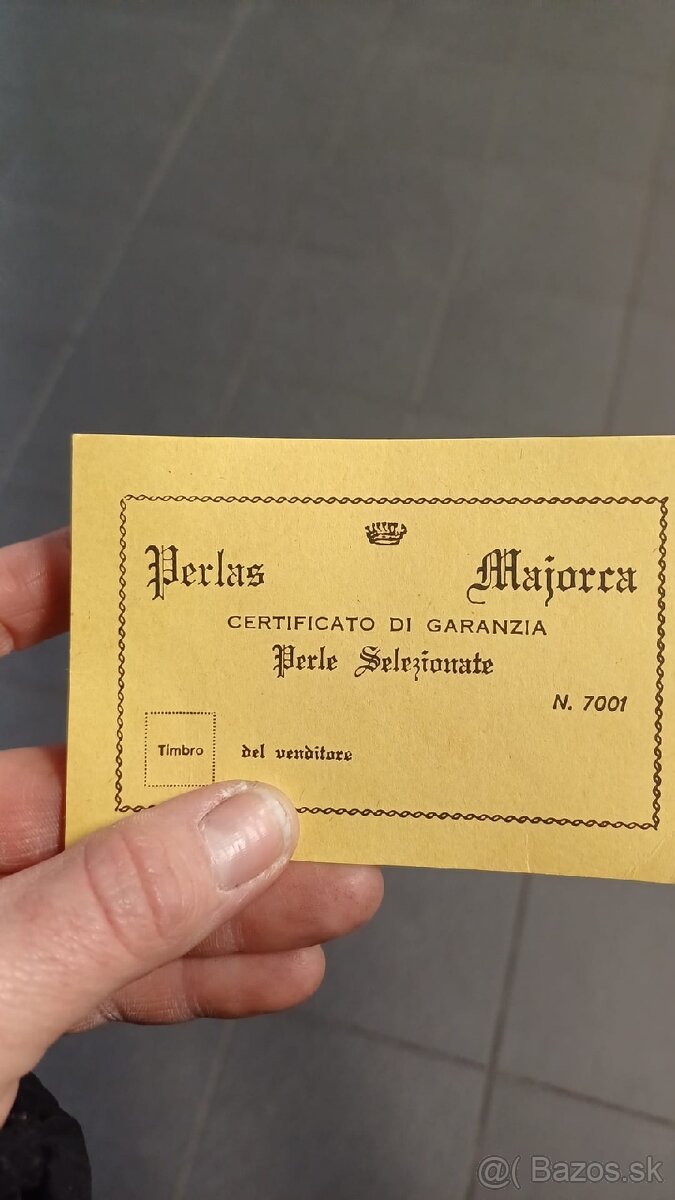 Perlas Majorca
CERTIFICATO DI GARANZIA
Perle Selezionate
N. 7001
Timbro del venditore
@( Bazos.sk